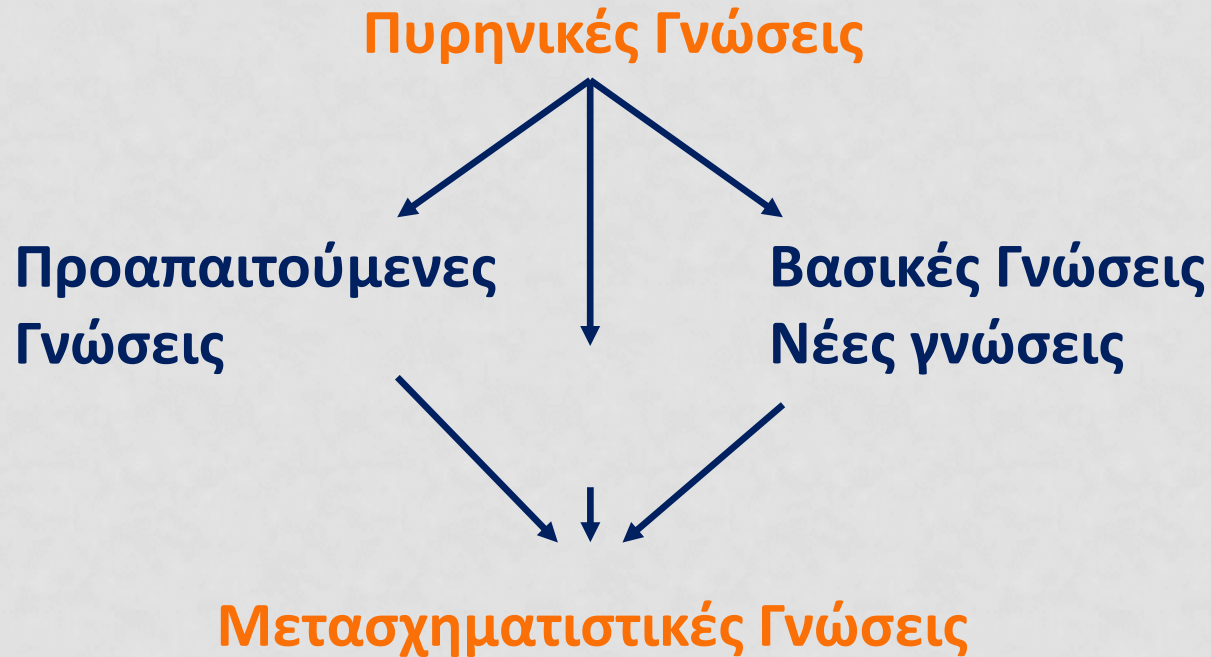 Πυρηνικές Γνώσεις
Προαπαιτούμενες
Γνώσεις
Βασικές Γνώσεις
Νέες γνώσεις
Μετασχηματιστικές Γνώσεις